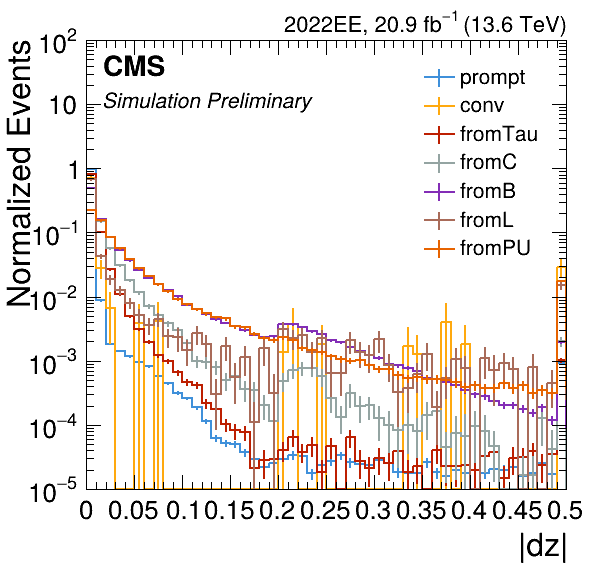 2022EE, 20.9 fb⁻¹ (13.6 TeV)
CMS
Simulation Preliminary
prompt
conv
fromTau
fromC
fromB
fromL
fromPU
Normalized Events
10²
10
1
10⁻¹
10⁻²
10⁻³
10⁻⁴
10⁻⁵
0 0.05 0.10 0.15 0.2 0.25 0.3 0.35 0.4 0.45 0.5
|dz|